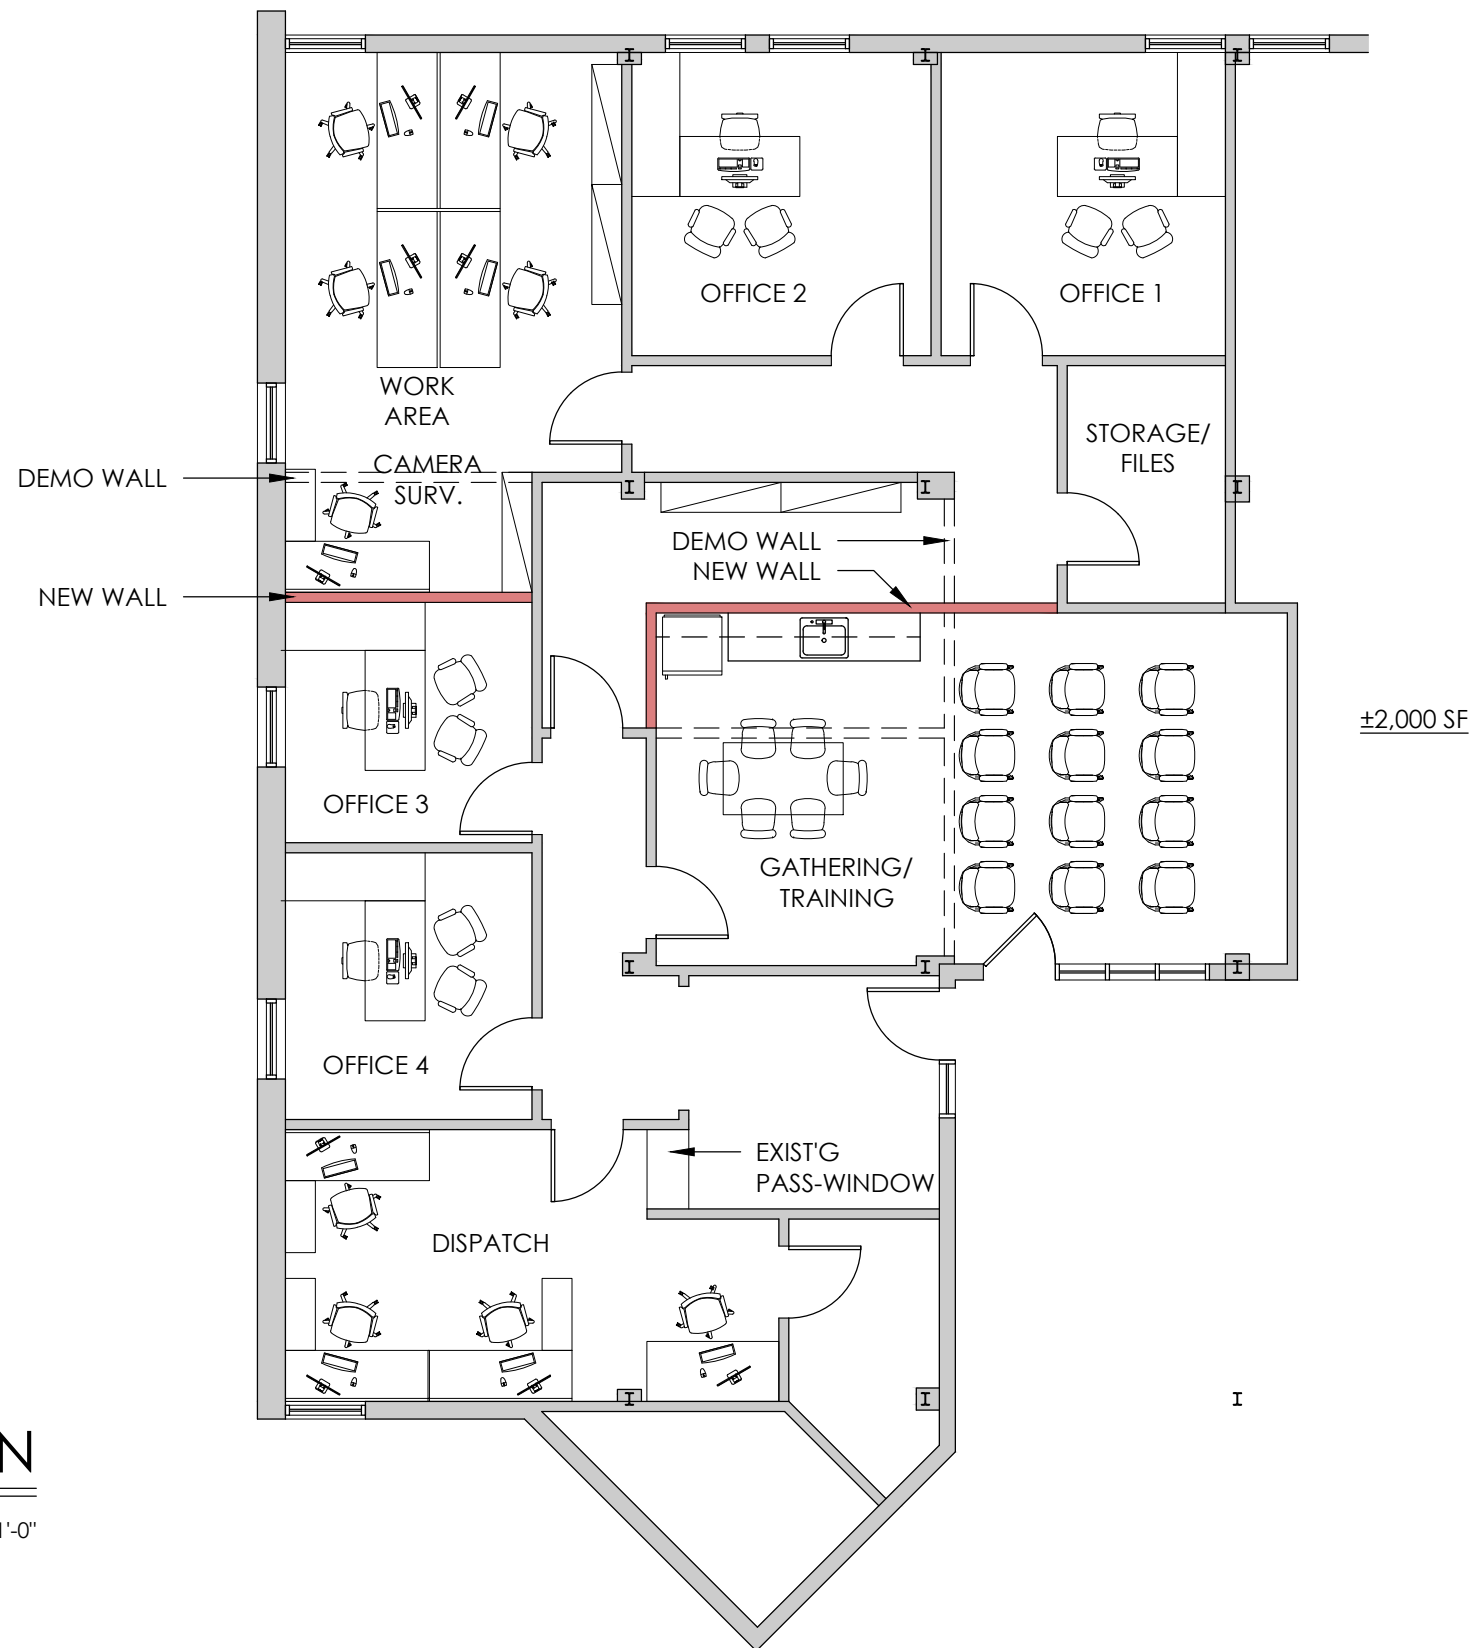 OFFICE 2
OFFICE 1
WORK
AREA
STORAGE/
FILES
CAMERA
SURV.
DEMO WALL
DEMO WALL
NEW WALL
NEW WALL
±2,000 SF
OFFICE 3
GATHERING/
TRAINING
OFFICE 4
EXIST'G
PASS-WINDOW
DISPATCH
N
1'-0"